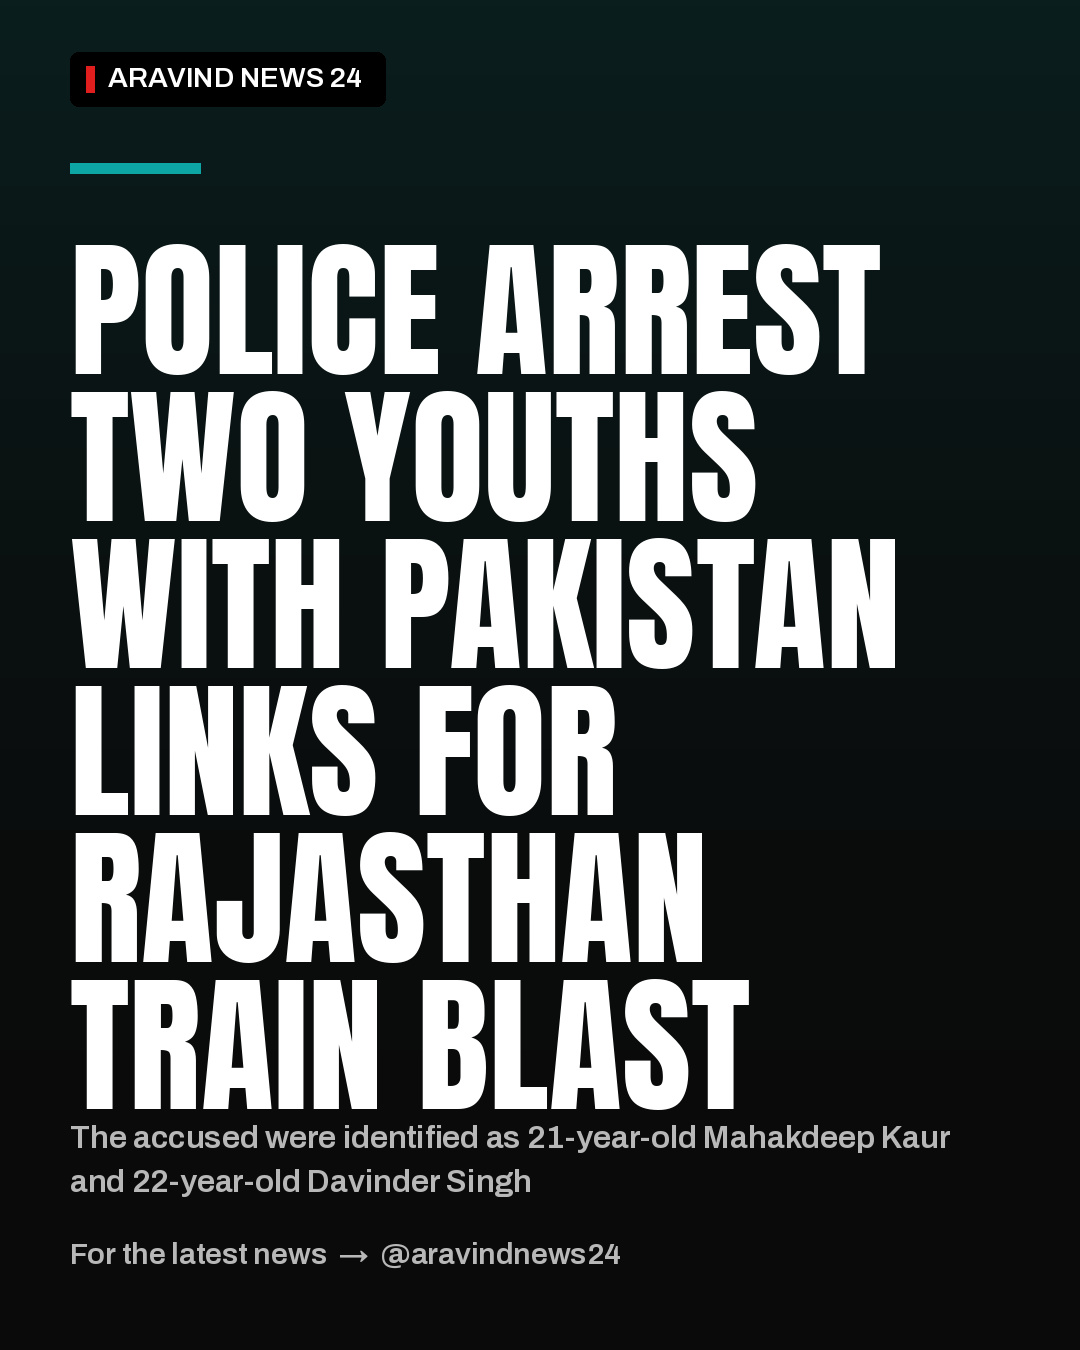 ARAVIND NEWS 24
POLICE ARREST
TWO YOUTHS
WITH PAKISTAN
LINKS FOR
RAJASTHAN
TRAIN BLAST
The accused were identified as 21-year-old Mahakdeep Kaur
and 22-year-old Davinder Singh
For the latest news → @aravindnews24